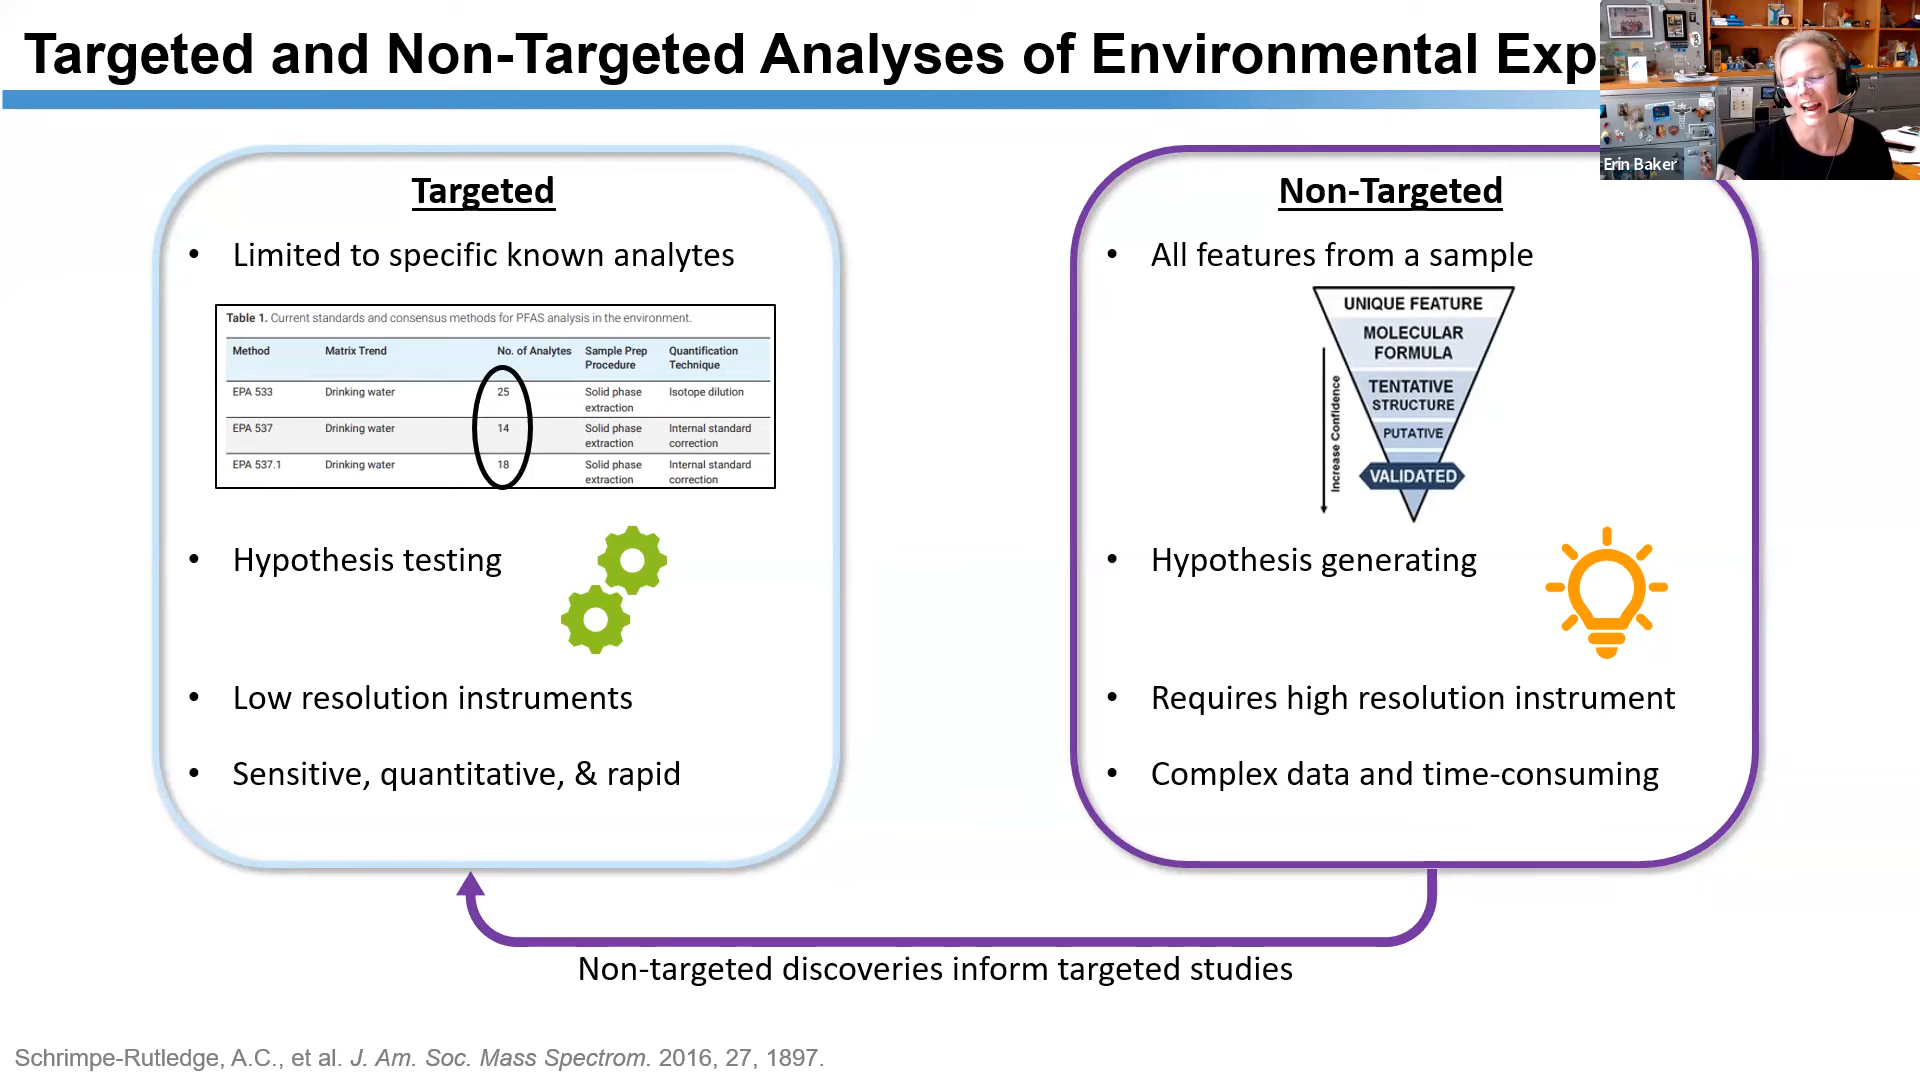 Targeted and Non-Targeted Analyses of Environmental Exp
Erin Baker
Targeted
• Limited to specific known analytes
Table 1. Current standards and consensus methods for PFAS analysis in the environment.
Method Matrix Trend No. of Analytes Sample Prep Procedure Quantification Technique
EPA 533 Drinking water 25 Solid phase extraction Isotope dilution
EPA 537 Drinking water 14 Solid phase extraction Internal standard correction
EPA 537.1 Drinking water 18 Solid phase extraction Internal standard correction
• Hypothesis testing
• Low resolution instruments
• Sensitive, quantitative, & rapid
Non-Targeted
• All features from a sample
UNIQUE FEATURE
MOLECULAR
FORMULA
TENTATIVE
STRUCTURE
PUTATIVE
VALIDATED
Increase Confidence
• Hypothesis generating
• Requires high resolution instrument
• Complex data and time-consuming
Non-targeted discoveries inform targeted studies
Schrimpe-Rutledge, A.C., et al. J. Am. Soc. Mass Spectrom. 2016, 27, 1897.